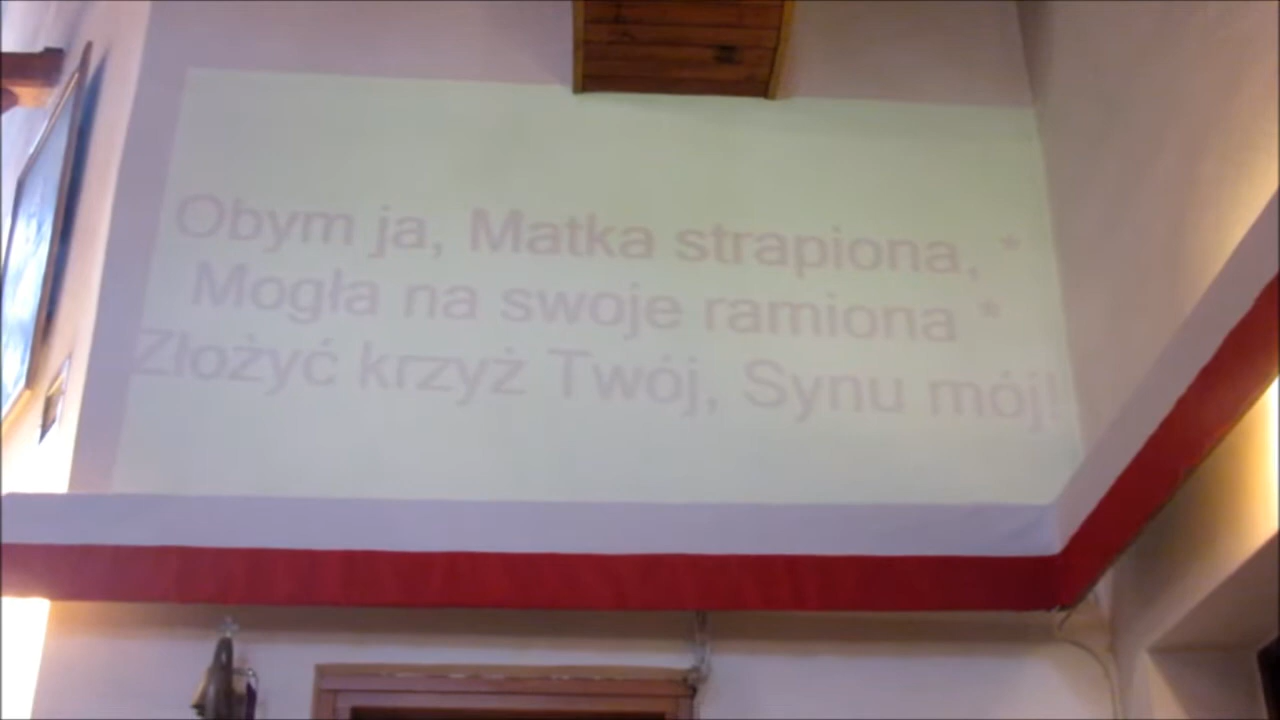 Obym ja, Matka strapiona, *
Mogła na swoje ramiona *
Złożyć krzyż Twój, Synu mój!